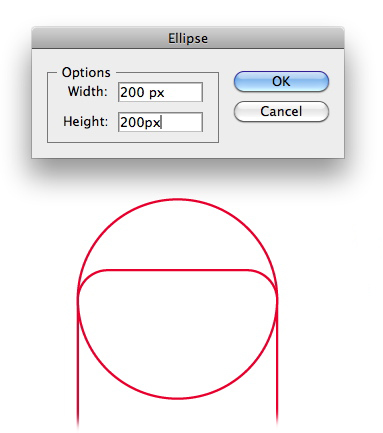 Ellipse
Options
Width: 200 px
OK
Height: 200px
Cancel